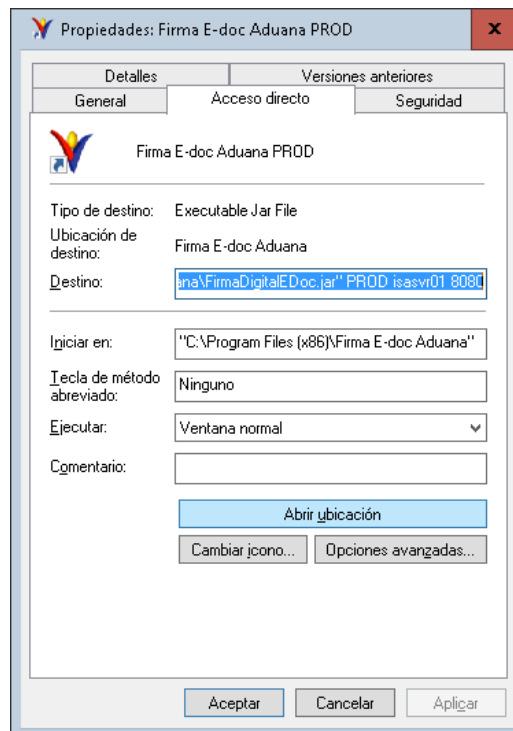 Propiedades: Firma E-doc Aduana PROD
x
Detalles
Versiones anteriores
General
Acceso directo
Seguridad
Firma E-doc Aduana PROD
Tipo de destino: Executable Jar File
Ubicación de destino: Firma E-doc Aduana
Destino: ana\FirmaDigitalEDoc.jar" PROD isasvr01 8080
Iniciar en: "C:\Program Files (x86)\Firma E-doc Aduana"
Tecla de método abreviado: Ninguno
Ejecutar: Ventana normal
Comentario:
Abrir ubicación
Cambiar icono...
Opciones avanzadas...
Aceptar
Cancelar
Aplicar